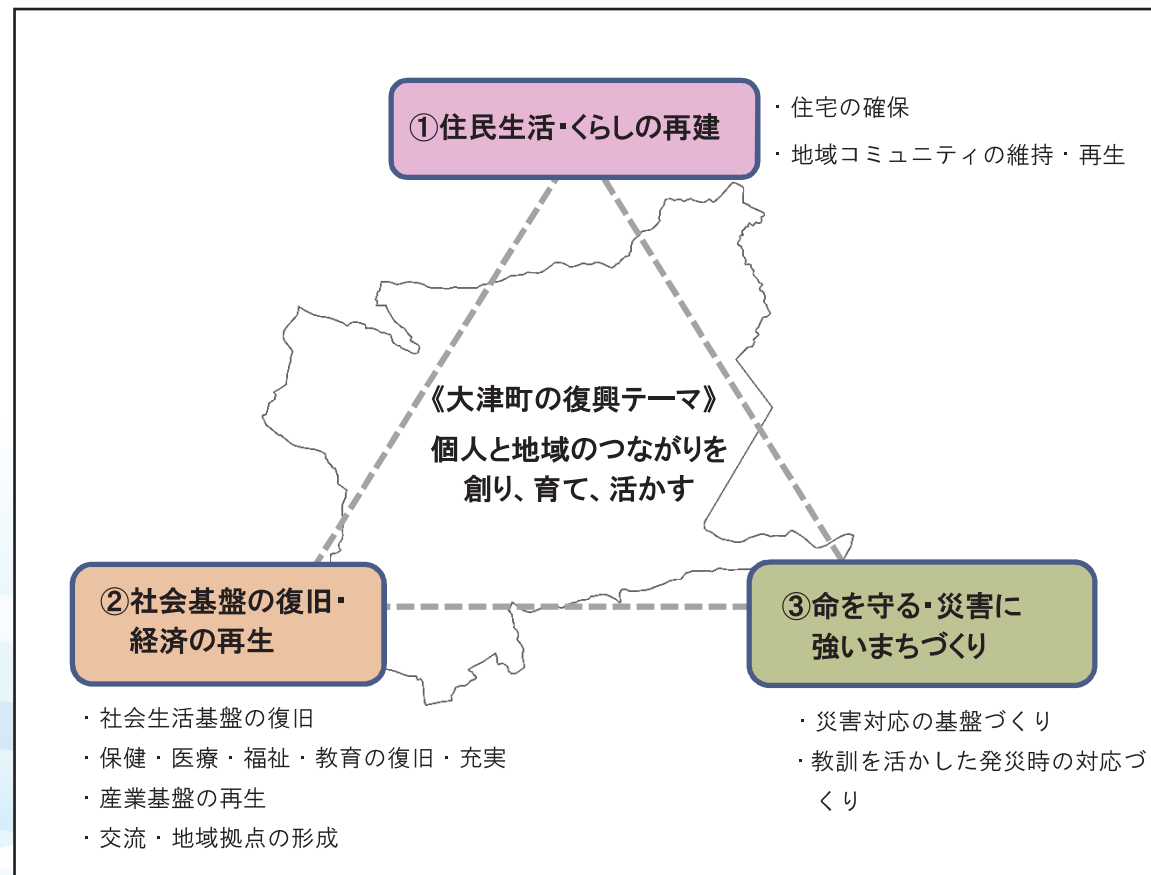 ①住民生活・くらしの再建
・住宅の確保
・地域コミュニティの維持・再生
《大津町の復興テーマ》
個人と地域のつながりを
創り、育て、活かす
②社会基盤の復旧・
経済の再生
・社会生活基盤の復旧
・保健・医療・福祉・教育の復旧・充実
・産業基盤の再生
・交流・地域拠点の形成
③命を守る・災害に
強いまちづくり
・災害対応の基盤づくり
・教訓を活かした発災時の対応づ
くり